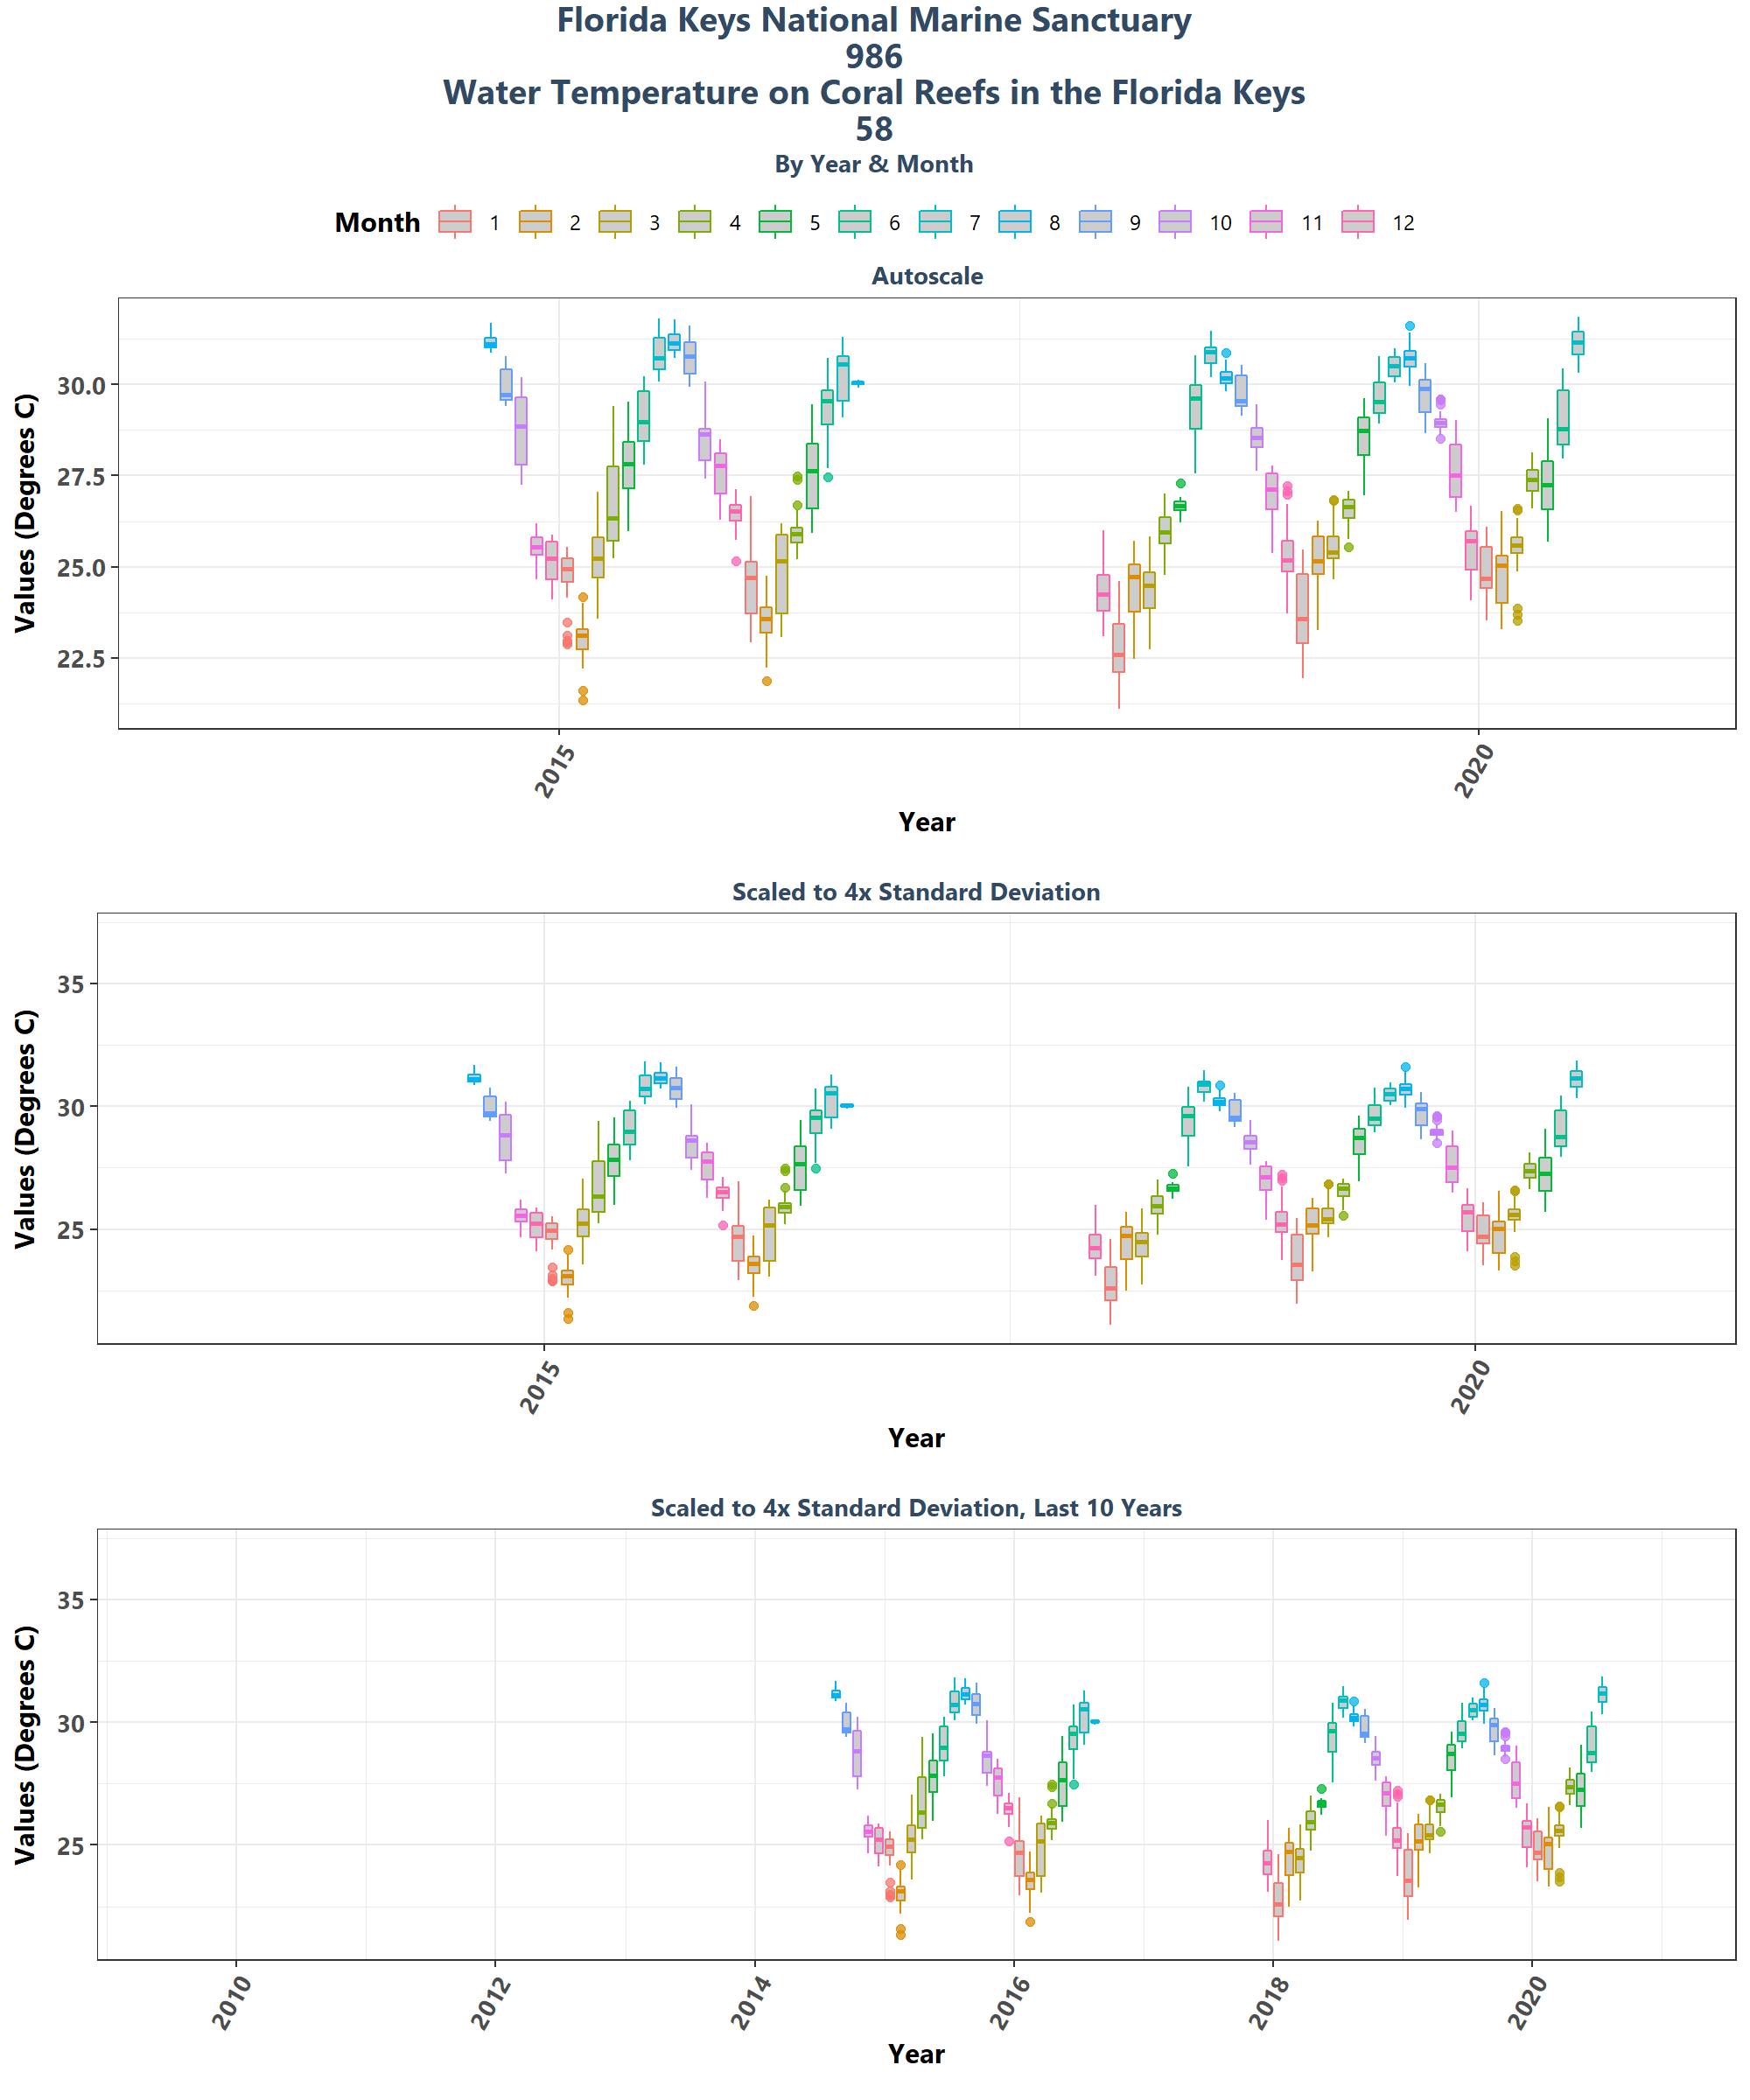 Florida Keys National Marine Sanctuary
986
Water Temperature on Coral Reefs in the Florida Keys
58
By Year & Month
Month 1 2 3 4 5 6 7 8 9 10 11 12
Autoscale
Values (Degrees C)
30.0
27.5
25.0
22.5
2015 2020
Year
Scaled to 4x Standard Deviation
Values (Degrees C)
35
30
25
2015 2020
Year
Scaled to 4x Standard Deviation, Last 10 Years
Values (Degrees C)
35
30
25
2010 2012 2014 2016 2018 2020
Year